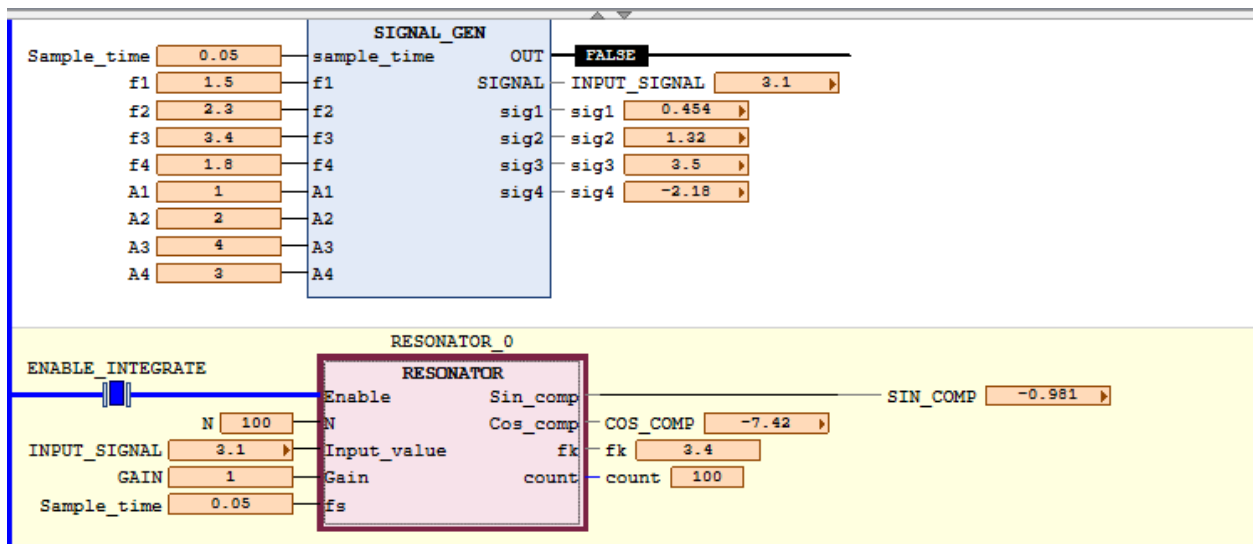 SIGNAL_GEN
Sample_time 0.05 sample_time OUT FALSE
f1 1.5 f1 SIGNAL INPUT_SIGNAL 3.1
f2 2.3 f2 sig1 sig1 0.454
f3 3.4 f3 sig2 sig2 1.32
f4 1.8 f4 sig3 sig3 3.5
A1 1 A1 sig4 sig4 -2.18
A2 2 A2
A3 4 A3
A4 3 A4
RESONATOR_0
ENABLE_INTEGRATE RESONATOR
Enable Sin_comp SIN_COMP -0.981
N 100 N Cos_comp COS_COMP -7.42
INPUT_SIGNAL 3.1 Input_value fk fk 3.4
GAIN 1 Gain count count 100
Sample_time 0.05 fs